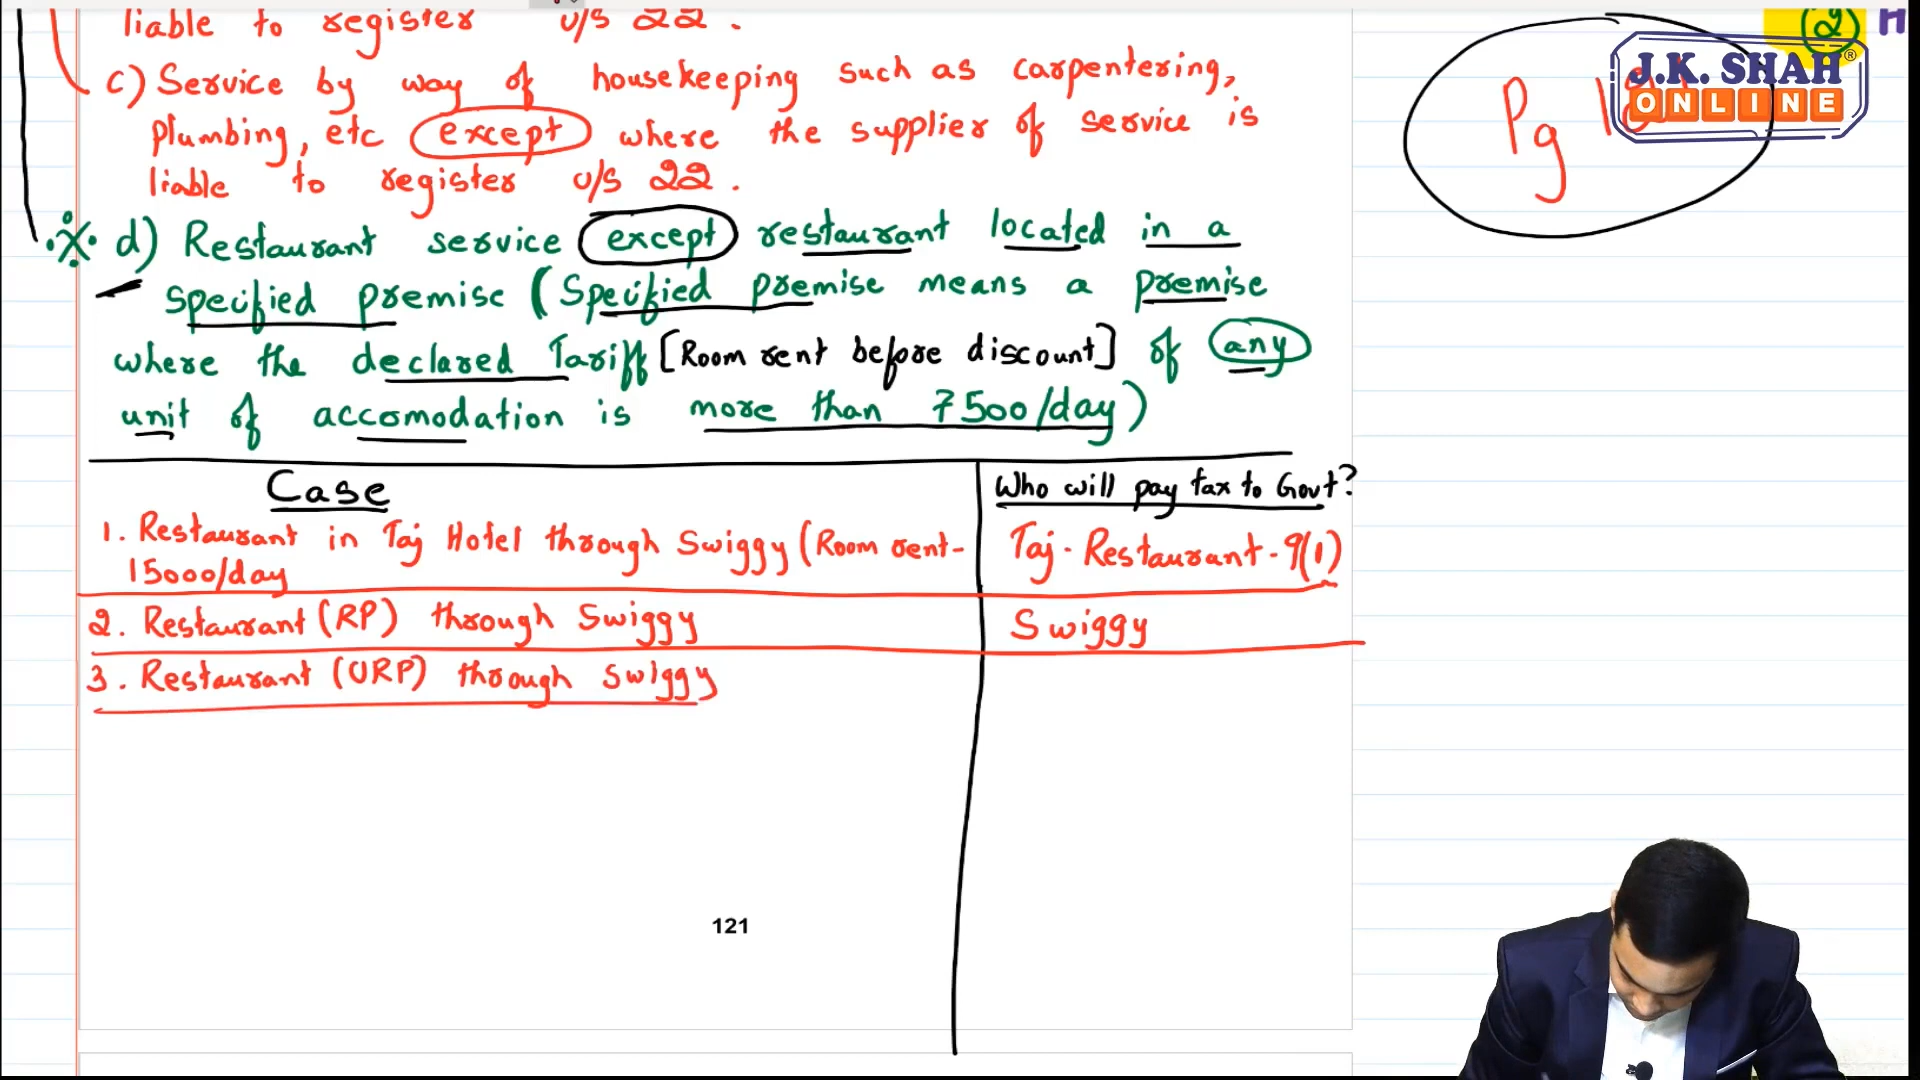 liable to register u/s 22.
c) Service by way of housekeeping such as carpentering,
plumbing, etc except where the supplier of service is
liable to register u/s 22.
d) Restaurant service except restaurant located in a
specified premise (Specified premise means a premise
where the declared Tariff [Room rent before discount] of any
unit of accomodation is more than 7500/day)
Case
Who will pay tax to Govt?
1. Restaurant in Taj Hotel through Swiggy (Room rent-
15000/day
Taj - Restaurant - 9(1)
2. Restaurant (RP) through Swiggy
Swiggy
3. Restaurant (URP) through Swiggy
121
Pg
(2) H
J.K. SHAH®
ONLINE